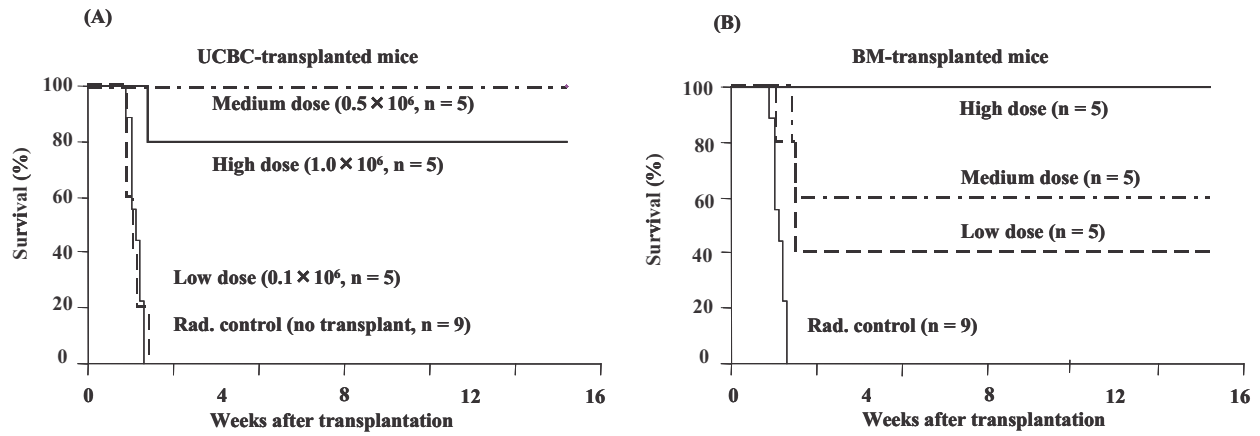 (A)
UCBC-transplanted mice
100
80
60
40
20
0
Survival (%)
Medium dose (0.5 × 10⁶, n = 5)
High dose (1.0 × 10⁶, n = 5)
Low dose (0.1 × 10⁶, n = 5)
Rad. control (no transplant, n = 9)
0 4 8 12 16
Weeks after transplantation
(B)
BM-transplanted mice
100
80
60
40
20
0
Survival (%)
High dose (n = 5)
Medium dose (n = 5)
Low dose (n = 5)
Rad. control (n = 9)
0 4 8 12 16
Weeks after transplantation